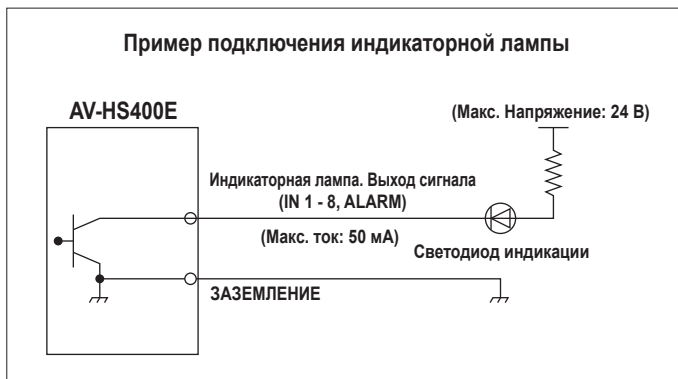 Пример подключения индикаторной лампы
AV-HS400E
(Макс. Напряжение: 24 В)
Индикаторная лампа. Выход сигнала
(IN 1 - 8, ALARM)
(Макс. ток: 50 мА)
Светодиод индикации
ЗАЗЕМЛЕНИЕ